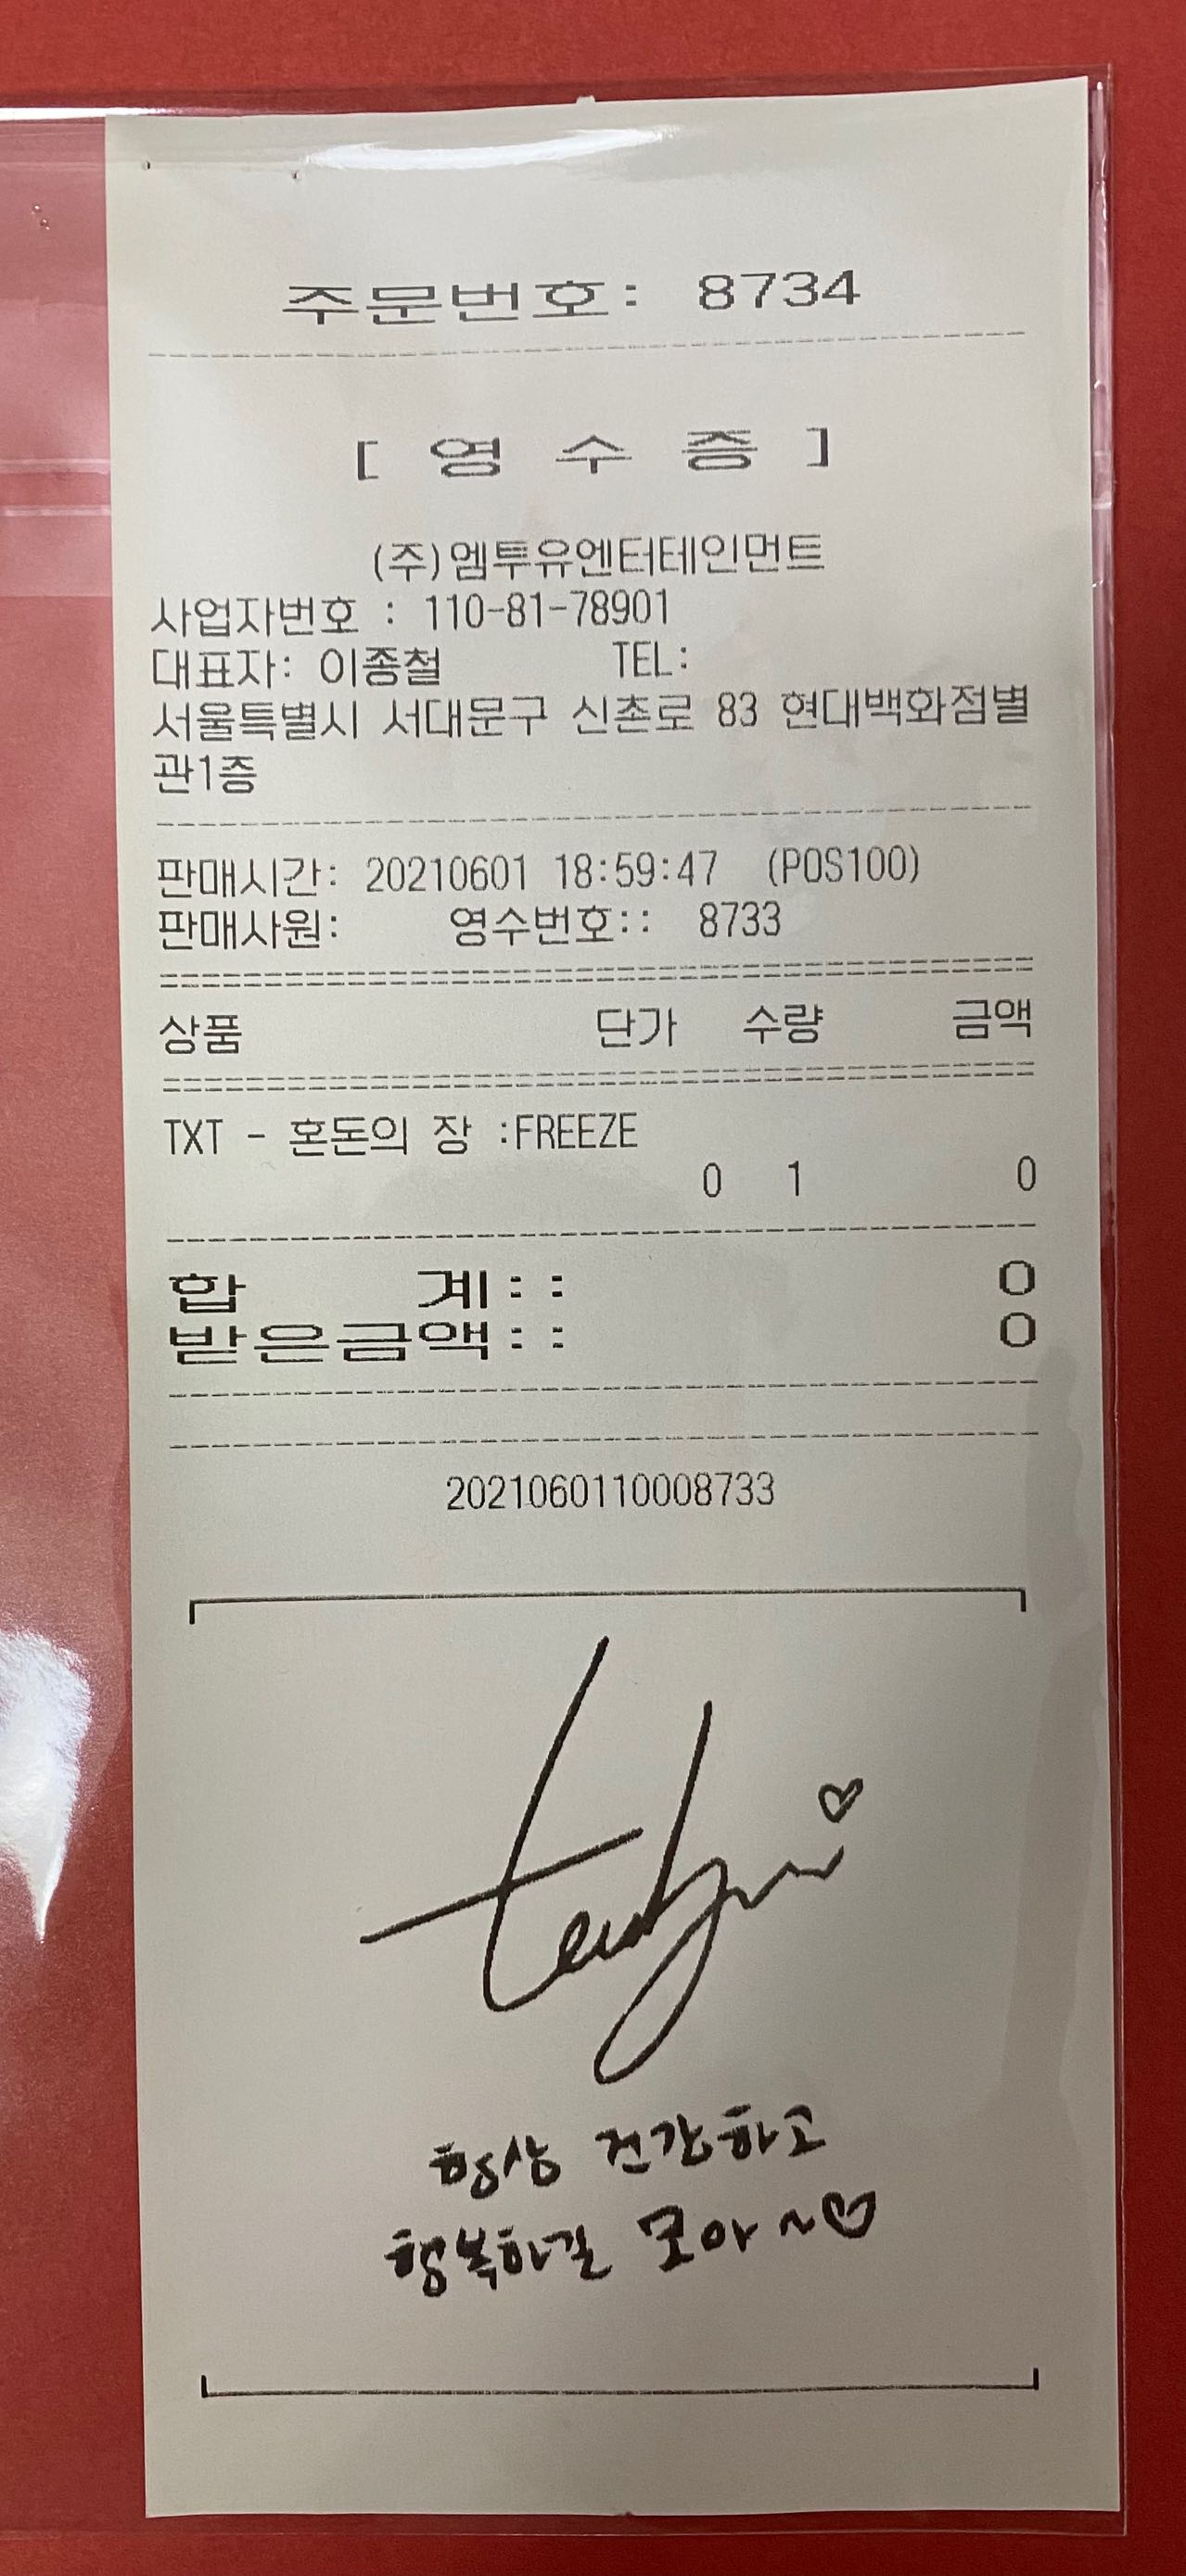 주문번호: 8734
[ 영 수 증 ]
(주)엠투유엔터테인먼트
사업자번호 : 110-81-78901
대표자: 이종철 TEL:
서울특별시 서대문구 신촌로 83 현대백화점별
관1층
판매시간: 20210601 18:59:47 (POS100)
판매사원: 영수번호:: 8733
상품 단가 수량 금액
TXT - 혼돈의 장 :FREEZE
0 1 0
합 계:: 0
받은금액:: 0
2021060110008733
항상 건강하고
행복하길 모아~♡